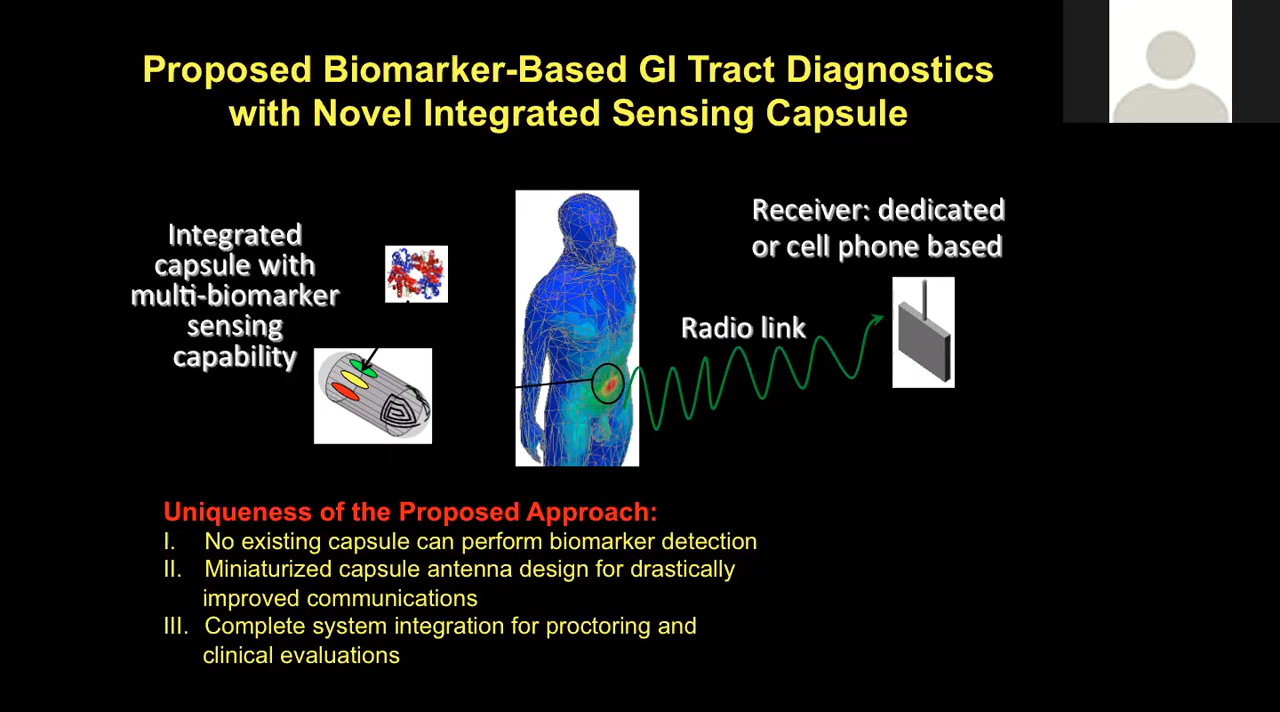 Proposed Biomarker-Based GI Tract Diagnostics
with Novel Integrated Sensing Capsule
Integrated
capsule with
multi-biomarker
sensing
capability
Receiver: dedicated
or cell phone based
Radio link
Uniqueness of the Proposed Approach:
I. No existing capsule can perform biomarker detection
II. Miniaturized capsule antenna design for drastically
improved communications
III. Complete system integration for proctoring and
clinical evaluations